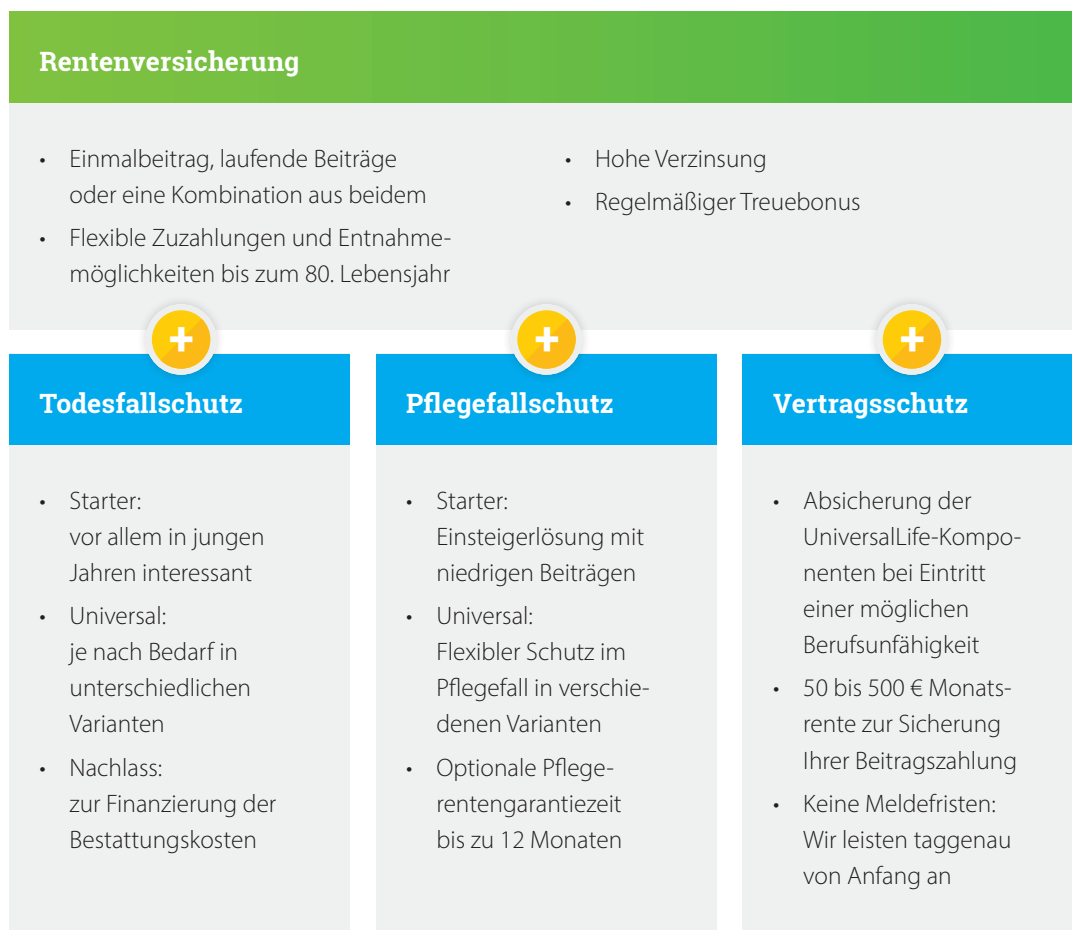 Rentenversicherung
• Einmalbeitrag, laufende Beiträge
oder eine Kombination aus beidem
• Flexible Zuzahlungen und Entnahme-
möglichkeiten bis zum 80. Lebensjahr
• Hohe Verzinsung
• Regelmäßiger Treuebonus
+
+
+
Todesfallschutz
• Starter:
vor allem in jungen
Jahren interessant
• Universal:
je nach Bedarf in
unterschiedlichen
Varianten
• Nachlass:
zur Finanzierung der
Bestattungskosten
Pflegefallschutz
• Starter:
Einsteigerlösung mit
niedrigen Beiträgen
• Universal:
Flexibler Schutz im
Pflegefall in verschie-
denen Varianten
• Optionale Pflege-
rentengarantiezeit
bis zu 12 Monaten
Vertragsschutz
• Absicherung der
UniversalLife-Kompo-
nenten bei Eintritt
einer möglichen
Berufsunfähigkeit
• 50 bis 500 € Monats-
rente zur Sicherung
Ihrer Beitragszahlung
• Keine Meldefristen:
Wir leisten taggenau
von Anfang an